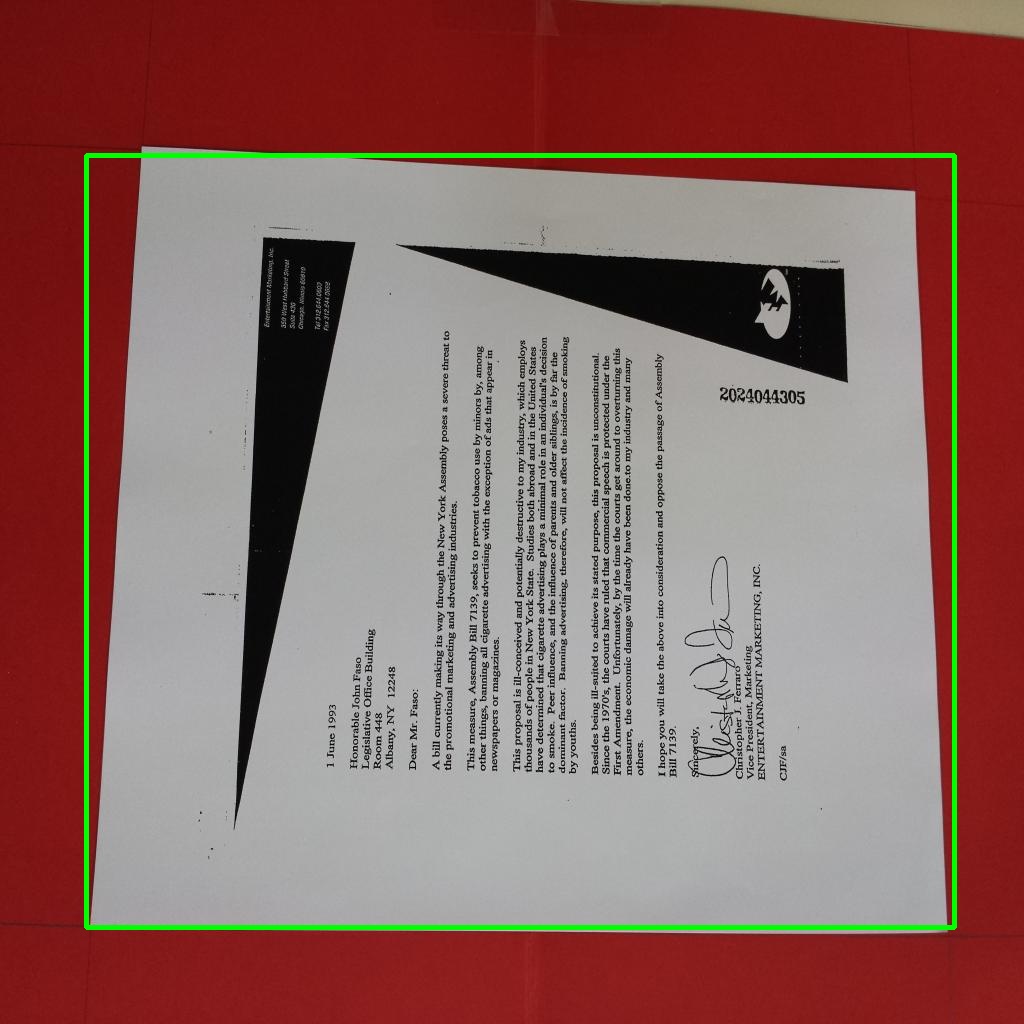 Entertainment Marketing, Inc.
359 West Hubbard Street
Suite 420
Chicago, Illinois 60610
Tel 312.644.0600
Fax 312.644.0608
1 June 1993
Honorable John Faso
Legislative Office Building
Room 448
Albany, NY 12248
Dear Mr. Faso:
A bill currently making its way through the New York Assembly poses a severe threat to
the promotional marketing and advertising industries.
This measure, Assembly Bill 7139, seeks to prevent tobacco use by minors by, among
other things, banning all cigarette advertising with the exception of ads that appear in
newspapers or magazines.
This proposal is ill-conceived and potentially destructive to my industry, which employs
thousands of people in New York State. Studies both abroad and in the United States
have determined that cigarette advertising plays a minimal role in an individual's decision
to smoke. Peer influence, and the influence of parents and older siblings, is by far the
dominant factor. Banning advertising, therefore, will not affect the incidence of smoking
by youths.
Besides being ill-suited to achieve its stated purpose, this proposal is unconstitutional.
Since the 1970's, the courts have ruled that commercial speech is protected under the
First Amendment. Unfortunately, by the time the courts get around to overturning this
measure, the economic damage will already have been done to my industry and many
others.
I hope you will take the above into consideration and oppose the passage of Assembly
Bill 7139.
Sincerely,
Christopher J. Ferraro
Vice President, Marketing
ENTERTAINMENT MARKETING, INC.
CJF/sa
2024044305